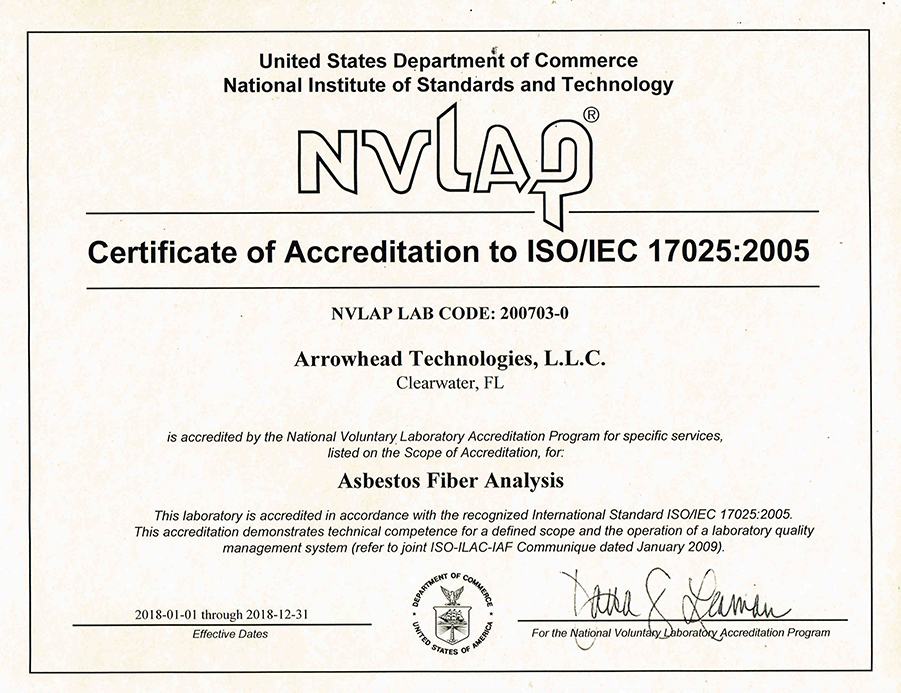 United States Department of Commerce
National Institute of Standards and Technology
NVLAP®
Certificate of Accreditation to ISO/IEC 17025:2005
NVLAP LAB CODE: 200703-0
Arrowhead Technologies, L.L.C.
Clearwater, FL
is accredited by the National Voluntary Laboratory Accreditation Program for specific services,
listed on the Scope of Accreditation, for:
Asbestos Fiber Analysis
This laboratory is accredited in accordance with the recognized International Standard ISO/IEC 17025:2005.
This accreditation demonstrates technical competence for a defined scope and the operation of a laboratory quality
management system (refer to joint ISO-ILAC-IAF Communique dated January 2009).
2018-01-01 through 2018-12-31
Effective Dates
DEPARTMENT OF COMMERCE
UNITED STATES OF AMERICA
For the National Voluntary Laboratory Accreditation Program